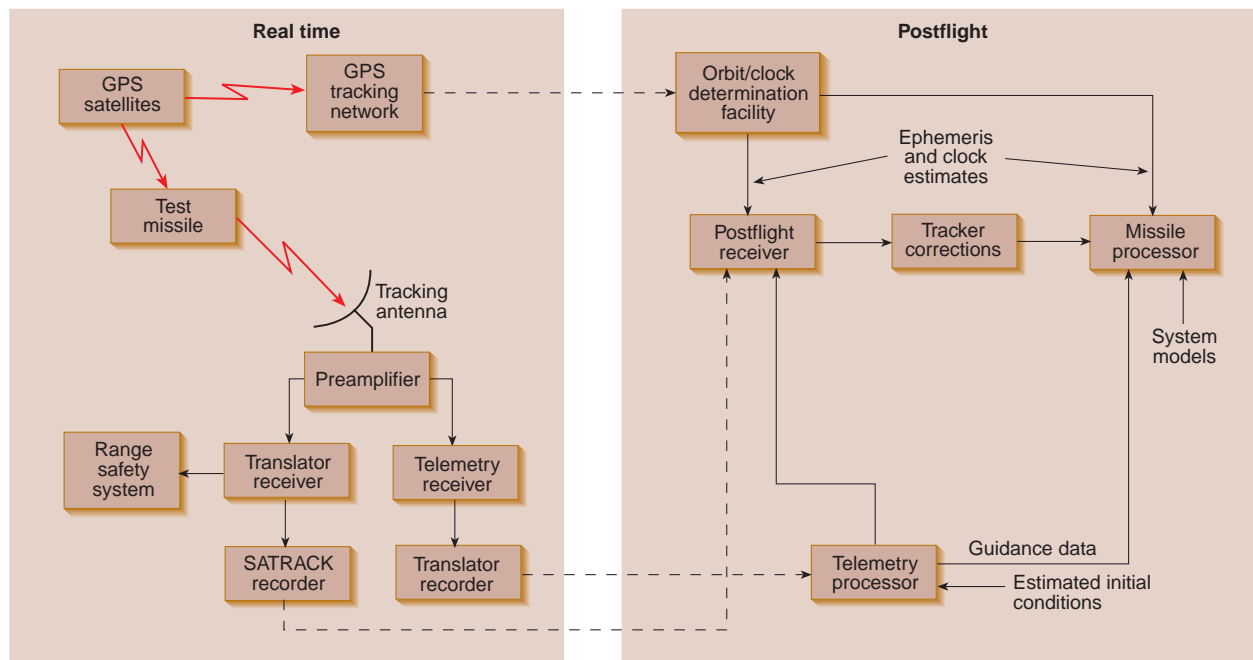 Real time
GPS
satellites
GPS
tracking
network
Test
missile
Tracking
antenna
Preamplifier
Range
safety
system
Translator
receiver
Telemetry
receiver
SATRACK
recorder
Translator
recorder
Postflight
Orbit/clock
determination
facility
Ephemeris
and clock
estimates
Postflight
receiver
Tracker
corrections
Missile
processor
System
models
Guidance data
Telemetry
processor
Estimated initial
conditions